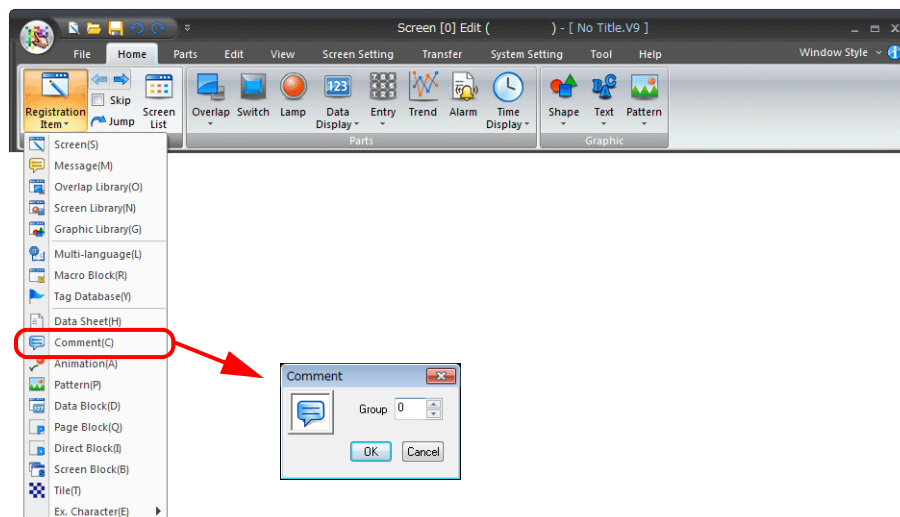 Screen [0] Edit ( ) - [ No Title.V9 ]
File Home Parts Edit View Screen Setting Transfer System Setting Tool Help Window Style
Registration Item
Skip
Jump
Screen List
Overlap Switch Lamp
123
Data Display
Entry
Trend Alarm
Time Display
Shape Text Pattern
Parts
Graphic
Screen(S)
Message(M)
Overlap Library(O)
Screen Library(N)
Graphic Library(G)
Multi-language(L)
Macro Block(R)
Tag Database(Y)
Data Sheet(H)
Comment(C)
Animation(A)
Pattern(P)
Data Block(D)
Page Block(Q)
Direct Block(I)
Screen Block(B)
Tile(T)
Ex. Character(E)
Comment
Group 0
OK Cancel